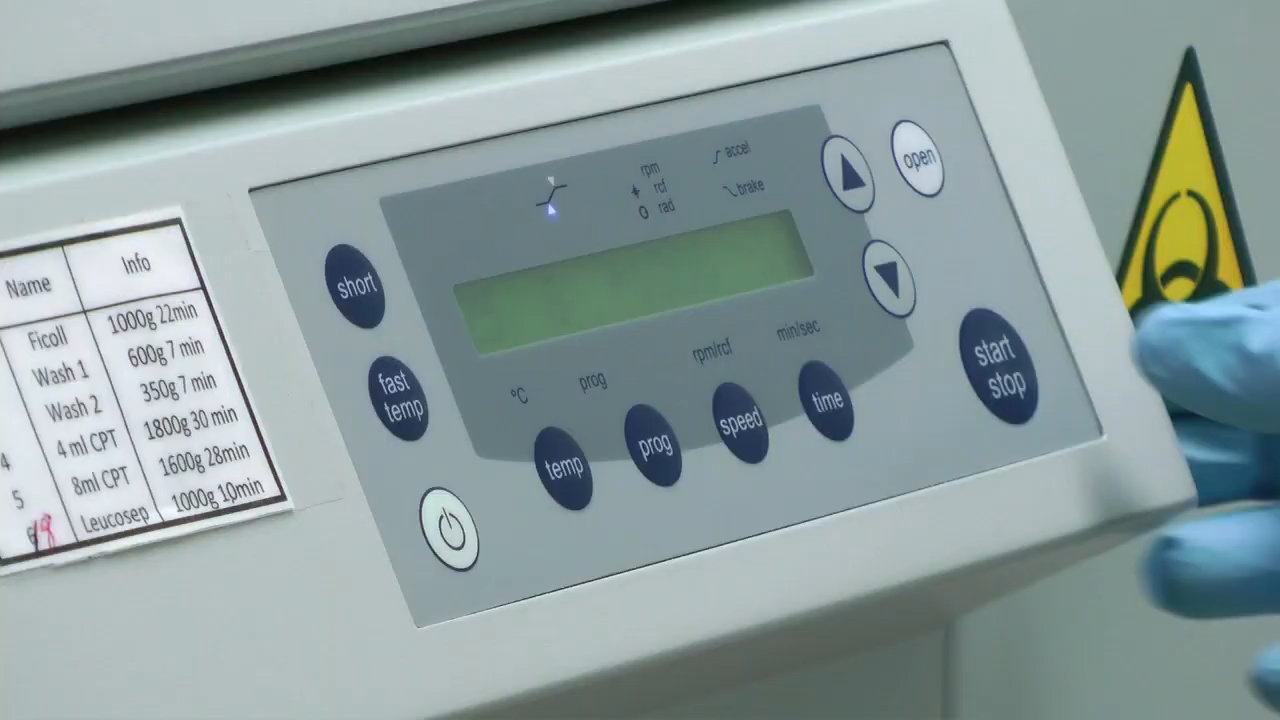 Name Info
Ficoll 1000g 22min
Wash 1 600g 7 min
Wash 2 350g 7 min
4 4 ml CPT 1800g 30 min
5 8ml CPT 1600g 28min
18 Leucosep 1000g 10min
rpm
rcf
rad
accel
brake
open
short
fast
temp
°C
prog
rpm/rcf
min/sec
temp
prog
speed
time
start
stop